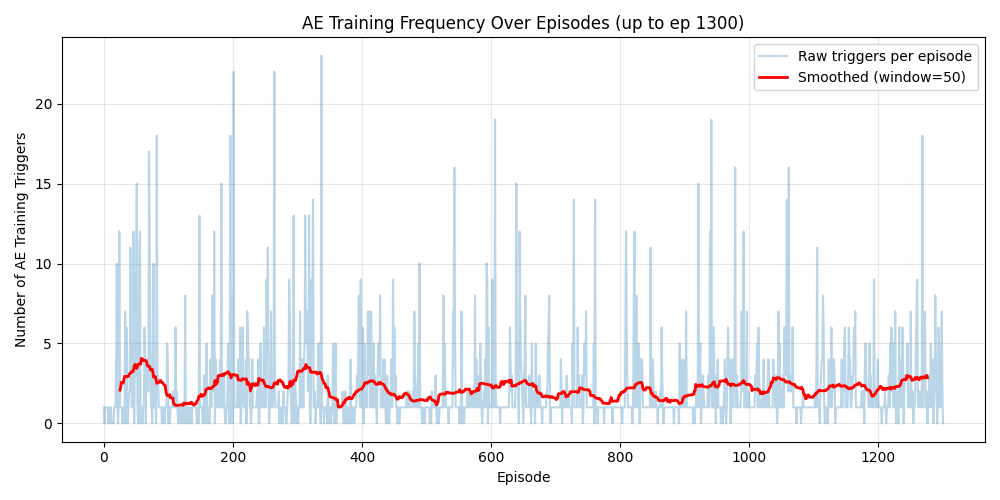 AE Training Frequency Over Episodes (up to ep 1300)
Raw triggers per episode
Smoothed (window=50)
Number of AE Training Triggers
20
15
10
5
0
0 200 400 600 800 1000 1200
Episode